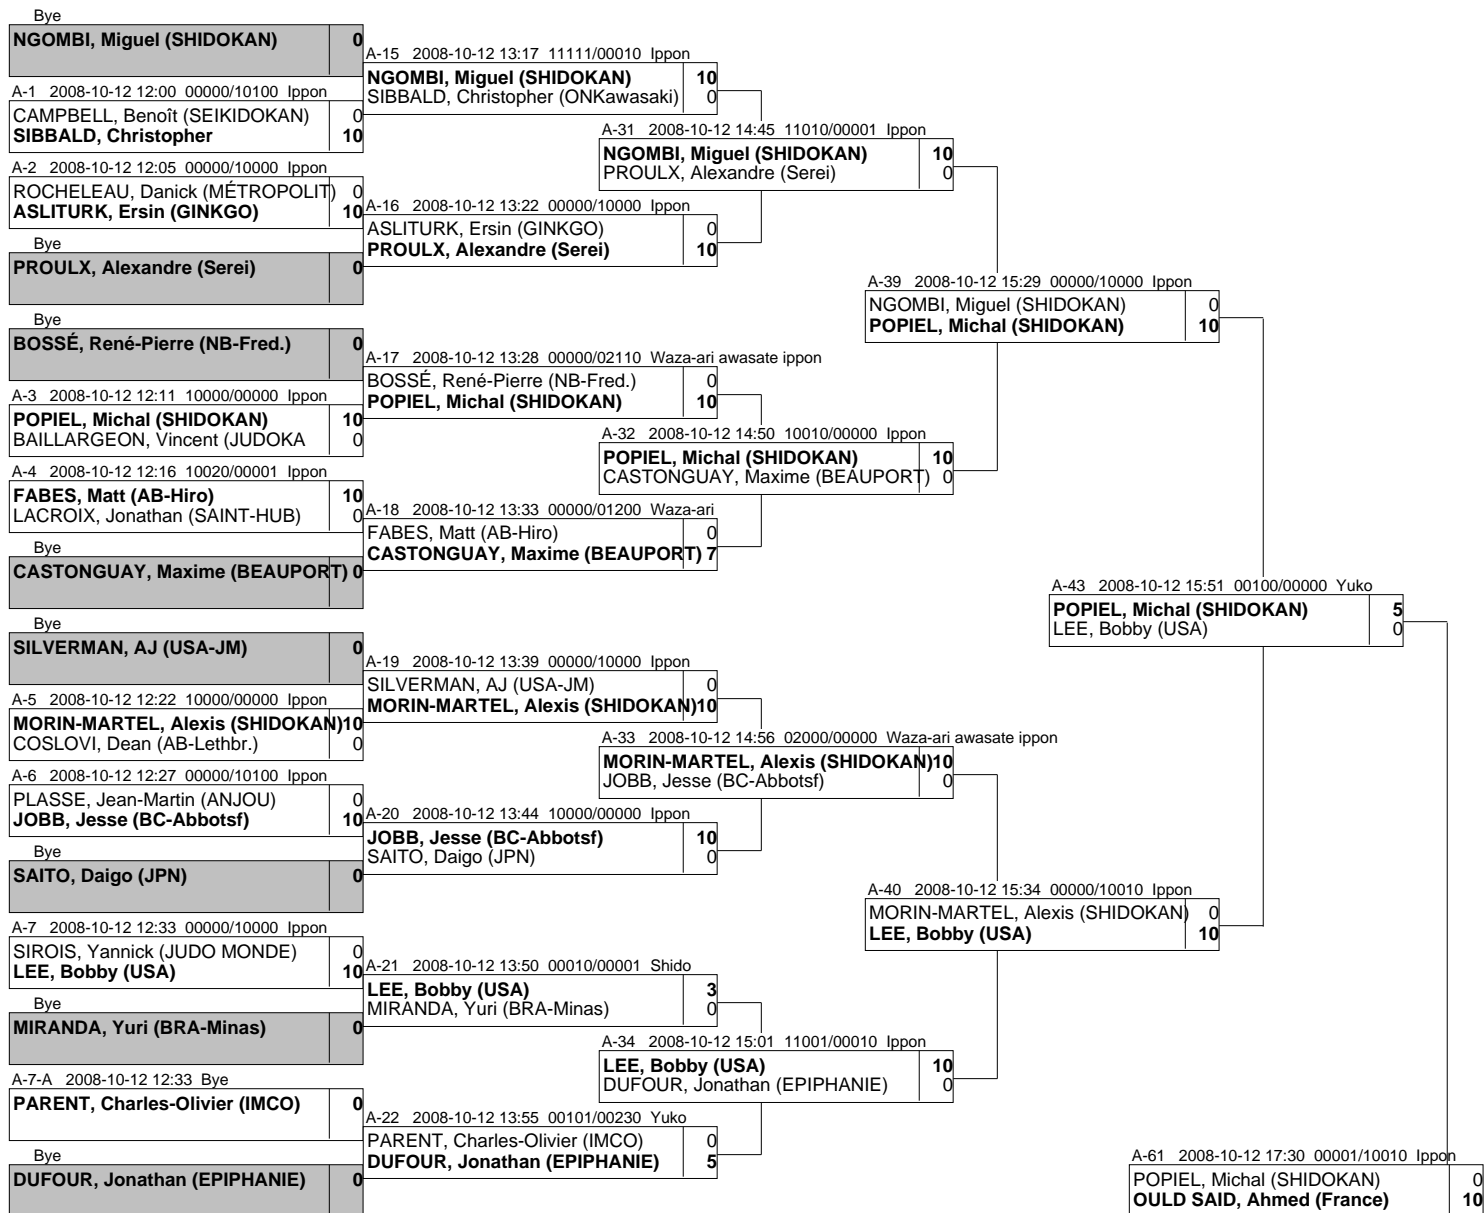 Bye
NGOMBI, Miguel (SHIDOKAN) 0
A-1 2008-10-12 12:00 00000/10100 Ippon
CAMPBELL, Benoît (SEIKIDOKAN) 0
SIBBALD, Christopher 10
A-2 2008-10-12 12:05 00000/10000 Ippon
ROCHELEAU, Danick (MÉTROPOLIT) 0
ASLITURK, Ersin (GINKGO) 10
Bye
PROULX, Alexandre (Serei) 0
Bye
BOSSÉ, René-Pierre (NB-Fred.) 0
A-3 2008-10-12 12:11 10000/00000 Ippon
POPIEL, Michal (SHIDOKAN) 10
BAILLARGEON, Vincent (JUDOKA 0
A-4 2008-10-12 12:16 10020/00001 Ippon
FABES, Matt (AB-Hiro) 10
LACROIX, Jonathan (SAINT-HUB) 0
Bye
CASTONGUAY, Maxime (BEAUPORT) 0
Bye
SILVERMAN, AJ (USA-JM) 0
A-5 2008-10-12 12:22 10000/00000 Ippon
MORIN-MARTEL, Alexis (SHIDOKAN)10
COSLOVI, Dean (AB-Lethbr.) 0
A-6 2008-10-12 12:27 00000/10100 Ippon
PLASSE, Jean-Martin (ANJOU) 0
JOBB, Jesse (BC-Abbotsf) 10
Bye
SAITO, Daigo (JPN) 0
A-7 2008-10-12 12:33 00000/10000 Ippon
SIROIS, Yannick (JUDO MONDE) 0
LEE, Bobby (USA) 10
Bye
MIRANDA, Yuri (BRA-Minas) 0
A-7-A 2008-10-12 12:33 Bye
PARENT, Charles-Olivier (IMCO) 0
Bye
DUFOUR, Jonathan (EPIPHANIE) 0
A-15 2008-10-12 13:17 11111/00010 Ippon
NGOMBI, Miguel (SHIDOKAN) 10
SIBBALD, Christopher (ONKawasaki) 0
A-16 2008-10-12 13:22 00000/10000 Ippon
ASLITURK, Ersin (GINKGO) 0
PROULX, Alexandre (Serei) 10
A-17 2008-10-12 13:28 00000/02110 Waza-ari awasate ippon
BOSSÉ, René-Pierre (NB-Fred.) 0
POPIEL, Michal (SHIDOKAN) 10
A-18 2008-10-12 13:33 00000/01200 Waza-ari
FABES, Matt (AB-Hiro) 0
CASTONGUAY, Maxime (BEAUPORT) 7
A-19 2008-10-12 13:39 00000/10000 Ippon
SILVERMAN, AJ (USA-JM) 0
MORIN-MARTEL, Alexis (SHIDOKAN)10
A-20 2008-10-12 13:44 10000/00000 Ippon
JOBB, Jesse (BC-Abbotsf) 10
SAITO, Daigo (JPN) 0
A-21 2008-10-12 13:50 00010/00001 Shido
LEE, Bobby (USA) 3
MIRANDA, Yuri (BRA-Minas) 0
A-22 2008-10-12 13:55 00101/00230 Yuko
PARENT, Charles-Olivier (IMCO) 0
DUFOUR, Jonathan (EPIPHANIE) 5
A-31 2008-10-12 14:45 11010/00001 Ippon
NGOMBI, Miguel (SHIDOKAN) 10
PROULX, Alexandre (Serei) 0
A-32 2008-10-12 14:50 10010/00000 Ippon
POPIEL, Michal (SHIDOKAN) 10
CASTONGUAY, Maxime (BEAUPORT) 0
A-33 2008-10-12 14:56 02000/00000 Waza-ari awasate ippon
MORIN-MARTEL, Alexis (SHIDOKAN)10
JOBB, Jesse (BC-Abbotsf) 0
A-34 2008-10-12 15:01 11001/00010 Ippon
LEE, Bobby (USA) 10
DUFOUR, Jonathan (EPIPHANIE) 0
A-39 2008-10-12 15:29 00000/10000 Ippon
NGOMBI, Miguel (SHIDOKAN) 0
POPIEL, Michal (SHIDOKAN) 10
A-40 2008-10-12 15:34 00000/10010 Ippon
MORIN-MARTEL, Alexis (SHIDOKAN) 0
LEE, Bobby (USA) 10
A-43 2008-10-12 15:51 00100/00000 Yuko
POPIEL, Michal (SHIDOKAN) 5
LEE, Bobby (USA) 0
A-61 2008-10-12 17:30 00001/10010 Ippon
POPIEL, Michal (SHIDOKAN) 0
OULD SAID, Ahmed (France) 10